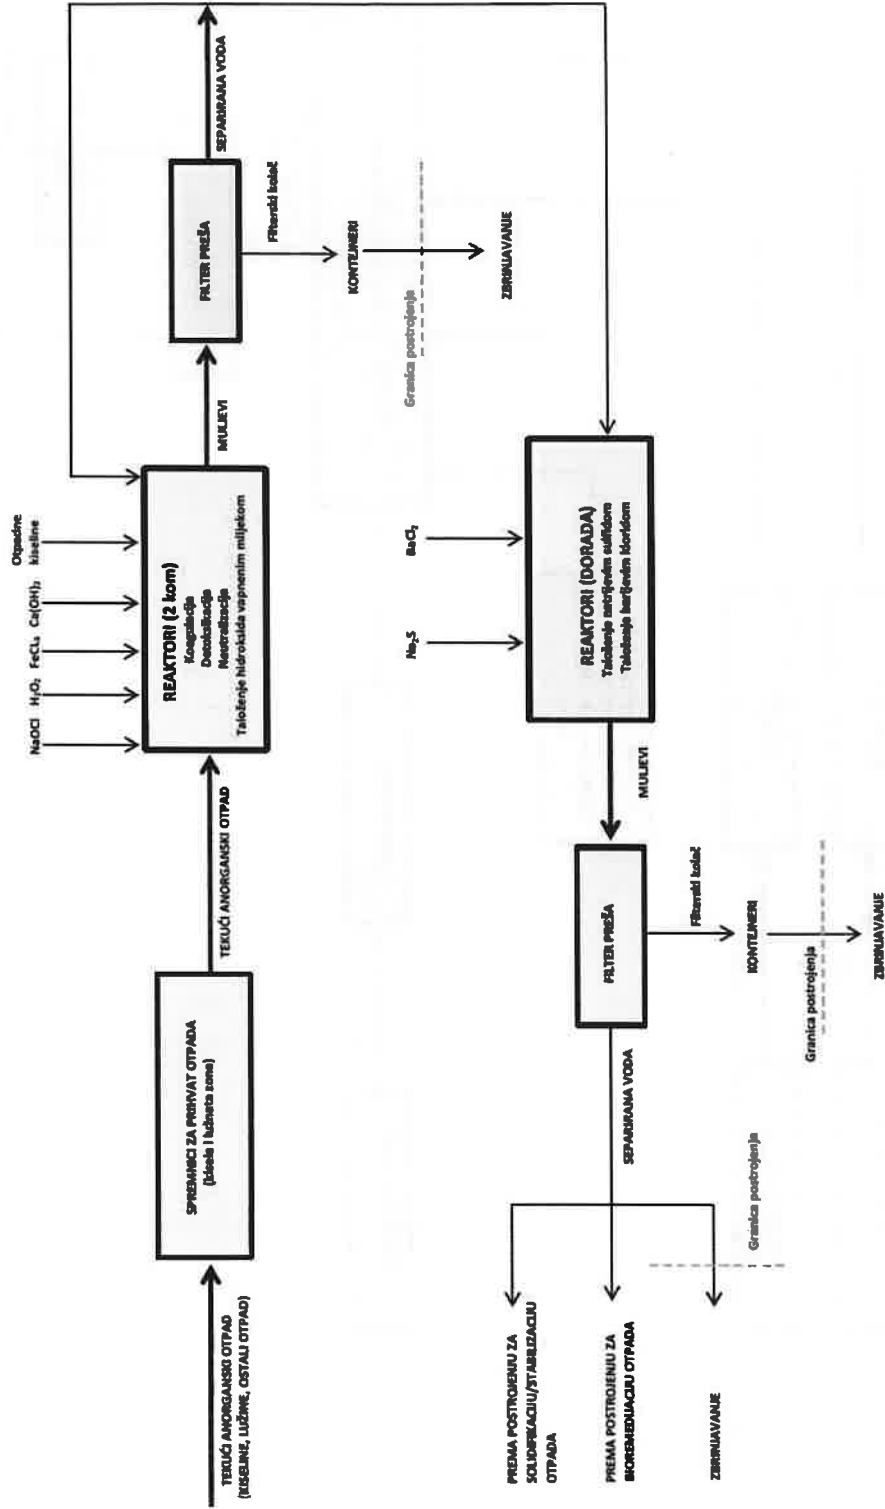 TEKUĆI ANORGANSKI OTPAD
(KISELINE, LUŽINE, OSTALI OTPAD)
SPREMNICI ZA PRIHVAT OTPADA
(kisela i lužnata zona)
TEKUĆI ANORGANSKI OTPAD
NaOCl
H₂O₂
FeCl₃
Ca(OH)₂
Otpadne
kiseline
REAKTORI (2 kom)
Koagulacija
Detoksikacija
Neutralizacija
Taloženje hidroksida vapnenim mlijekom
MULJEVI
FILTER PREŠA
SEPARIRANA VODA
Filterski kolač
KONTEJNERI
Granica postrojenja
ZBRINJAVANJE
Na₂S
BaCl₂
REAKTORI (DORADA)
Taloženje natrijevim sulfidom
Taloženje barijevim kloridom
MULJEVI
FILTER PREŠA
Filterski kolač
KONTEJNERI
Granica postrojenja
ZBRINJAVANJE
SEPARIRANA VODA
Granica postrojenja
PREMA POSTROJENJU ZA
SOLIDIFIKACIJU/STABILIZACIJU
OTPADA
PREMA POSTROJENJU ZA
BIOREMEDIJACIJU OTPADA
ZBRINJAVANJE